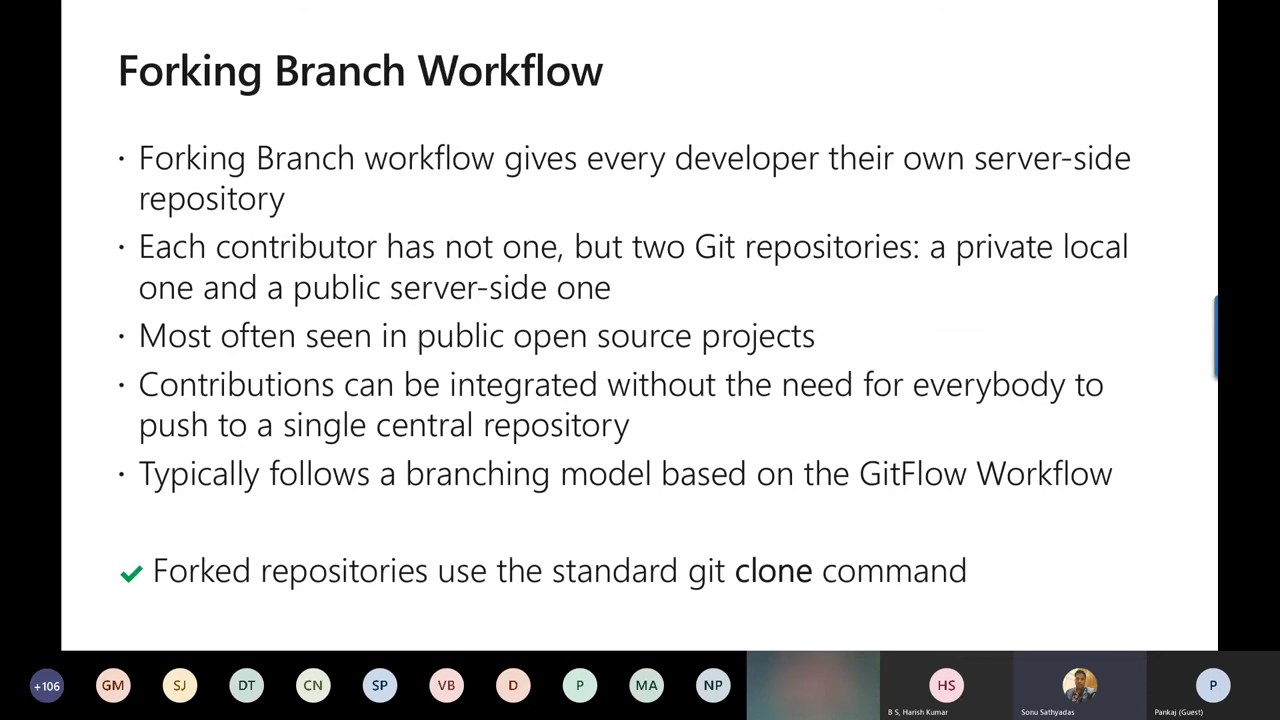 Forking Branch Workflow
· Forking Branch workflow gives every developer their own server-side
repository
· Each contributor has not one, but two Git repositories: a private local
one and a public server-side one
· Most often seen in public open source projects
· Contributions can be integrated without the need for everybody to
push to a single central repository
· Typically follows a branching model based on the GitFlow Workflow
✔ Forked repositories use the standard git clone command
+106 GM SJ DT CN SP VB D P MA NP HS P
B S, Harish Kumar Sonu Sathyadas Pankaj (Guest)